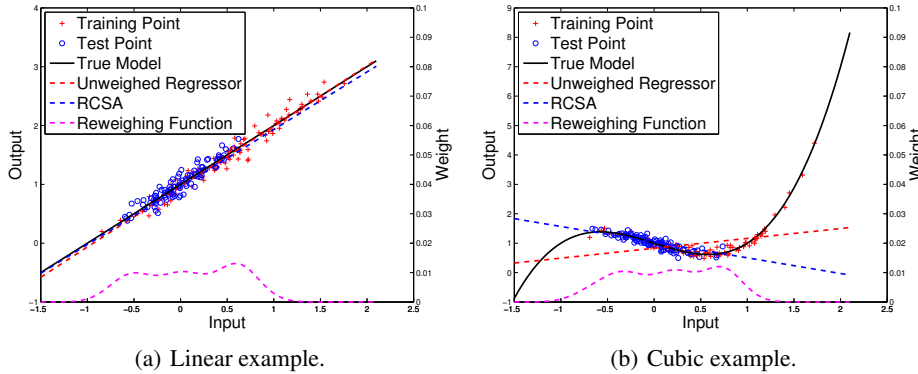 4
3
2
1
0
−1
−1.5
−1
−0.5
0
0.5
1
1.5
2
2.5
0.1
0.09
0.08
0.07
0.06
0.05
0.04
0.03
0.02
0.01
0
Output
Input
Weight
Training Point
Test Point
True Model
Unweighed Regressor
RCSA
Reweighing Function
(a) Linear example.
9
8
7
6
5
4
3
2
1
0
−1
−1.5
−1
−0.5
0
0.5
1
1.5
2
2.5
0.1
0.09
0.08
0.07
0.06
0.05
0.04
0.03
0.02
0.01
0
Output
Input
Weight
Training Point
Test Point
True Model
Unweighed Regressor
RCSA
Reweighing Function
(b) Cubic example.